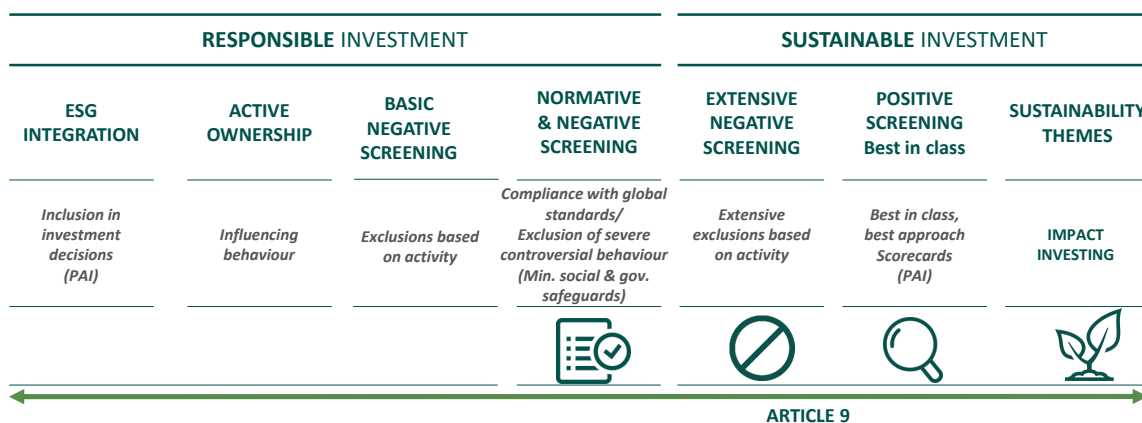 RESPONSIBLE INVESTMENT
SUSTAINABLE INVESTMENT
ESG
INTEGRATION
ACTIVE
OWNERSHIP
BASIC
NEGATIVE
SCREENING
NORMATIVE
& NEGATIVE
SCREENING
EXTENSIVE
NEGATIVE
SCREENING
POSITIVE
SCREENING
Best in class
SUSTAINABILITY
THEMES
Inclusion in
investment
decisions
(PAI)
Influencing
behaviour
Exclusions based
on activity
Compliance with global
standards/
Exclusion of severe
controversial behaviour
(Min. social & gov.
safeguards)
Extensive
exclusions based
on activity
Best in class,
best approach
Scorecards
(PAI)
IMPACT
INVESTING
ARTICLE 9